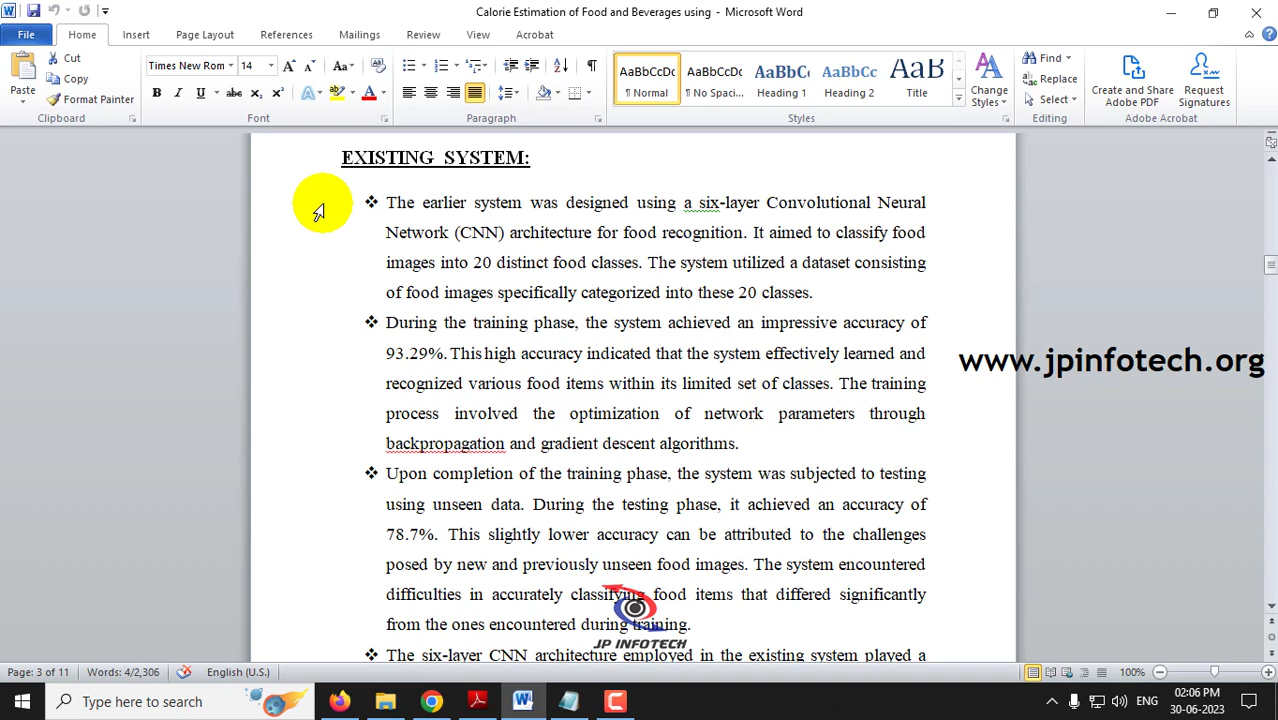 Calorie Estimation of Food and Beverages using - Microsoft Word
File Home Insert Page Layout References Mailings Review View Acrobat
Paste
Cut
Copy
Format Painter
Clipboard
Times New Rom 14
Font
Paragraph
AaBbCcDc AaBbCcDc AaBbC AaBbCc AaB
¶ Normal ¶ No Spaci... Heading 1 Heading 2 Title
Change Styles
Styles
Find
Replace
Select
Editing
Create and Share Adobe PDF
Request Signatures
Adobe Acrobat
EXISTING SYSTEM:
❖ The earlier system was designed using a six-layer Convolutional Neural
Network (CNN) architecture for food recognition. It aimed to classify food
images into 20 distinct food classes. The system utilized a dataset consisting
of food images specifically categorized into these 20 classes.
❖ During the training phase, the system achieved an impressive accuracy of
93.29%. This high accuracy indicated that the system effectively learned and
recognized various food items within its limited set of classes. The training
process involved the optimization of network parameters through
backpropagation and gradient descent algorithms.
❖ Upon completion of the training phase, the system was subjected to testing
using unseen data. During the testing phase, it achieved an accuracy of
78.7%. This slightly lower accuracy can be attributed to the challenges
posed by new and previously unseen food images. The system encountered
difficulties in accurately classifying food items that differed significantly
from the ones encountered during training.
❖ The six-layer CNN architecture employed in the existing system played a
www.jpinfotech.org
JP INFOTECH
Page: 3 of 11 Words: 4/2,306 English (U.S.) 100%
Type here to search
ENG
02:06 PM
30-06-2023